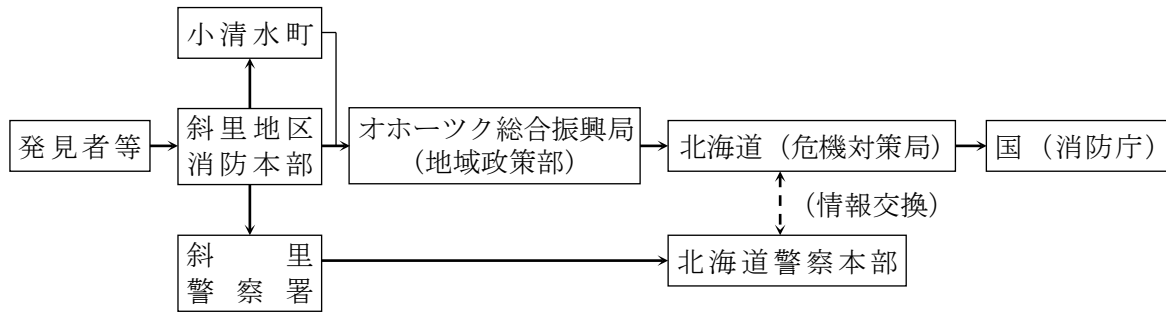 小清水町
発見者等
斜里地区
消防本部
オホーツク総合振興局
（地域政策部）
北海道（危機対策局）
国（消防庁）
（情報交換）
斜里
警察署
北海道警察本部